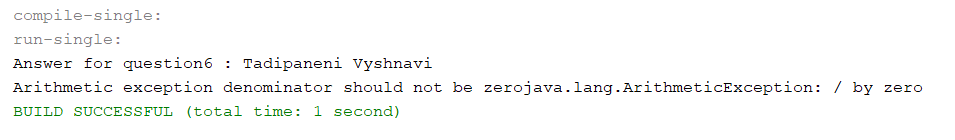 compile-single:
run-single:
Answer for question6 : Tadipaneni Vyshnavi
Arithmetic exception denominator should not be zerojava.lang.ArithmeticException: / by zero
BUILD SUCCESSFUL (total time: 1 second)